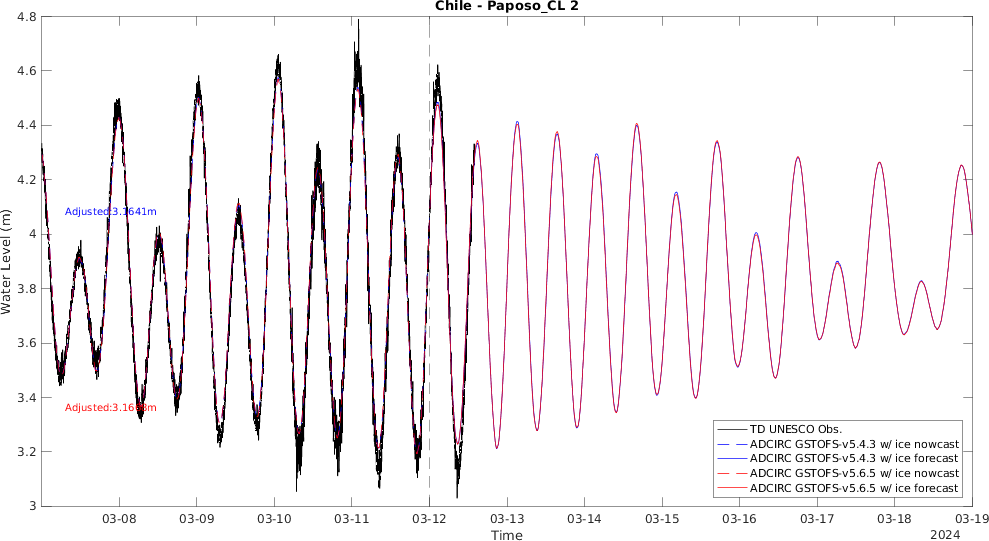 Chile - Paposo_CL 2
Water Level (m)
4.8
4.6
4.4
4.2
4
3.8
3.6
3.4
3.2
3
Adjusted:3.1641m
TD UNESCO Obs.
ADCIRC GSTOFS-v5.4.3 w/ ice nowcast
ADCIRC GSTOFS-v5.4.3 w/ ice forecast
ADCIRC GSTOFS-v5.6.5 w/ ice nowcast
ADCIRC GSTOFS-v5.6.5 w/ ice forecast
03-08 03-09 03-10 03-11 03-12 03-13 03-14 03-15 03-16 03-17 03-18 03-19
Time
2024